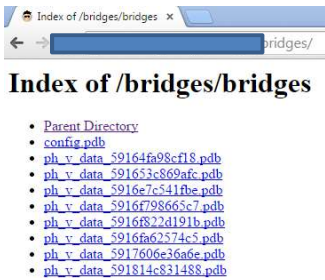 Index of /bridges/bridges
bridges/
Index of /bridges/bridges
Parent Directory
config.pdb
ph_v_data_59164fa98cf18.pdb
ph_v_data_591653c869afc.pdb
ph_v_data_5916e7c541fbe.pdb
ph_v_data_5916f798665c7.pdb
ph_v_data_5916f822d191b.pdb
ph_v_data_5916fa62574c5.pdb
ph_v_data_5917606e36a6e.pdb
ph_v_data_591814c831488.pdb